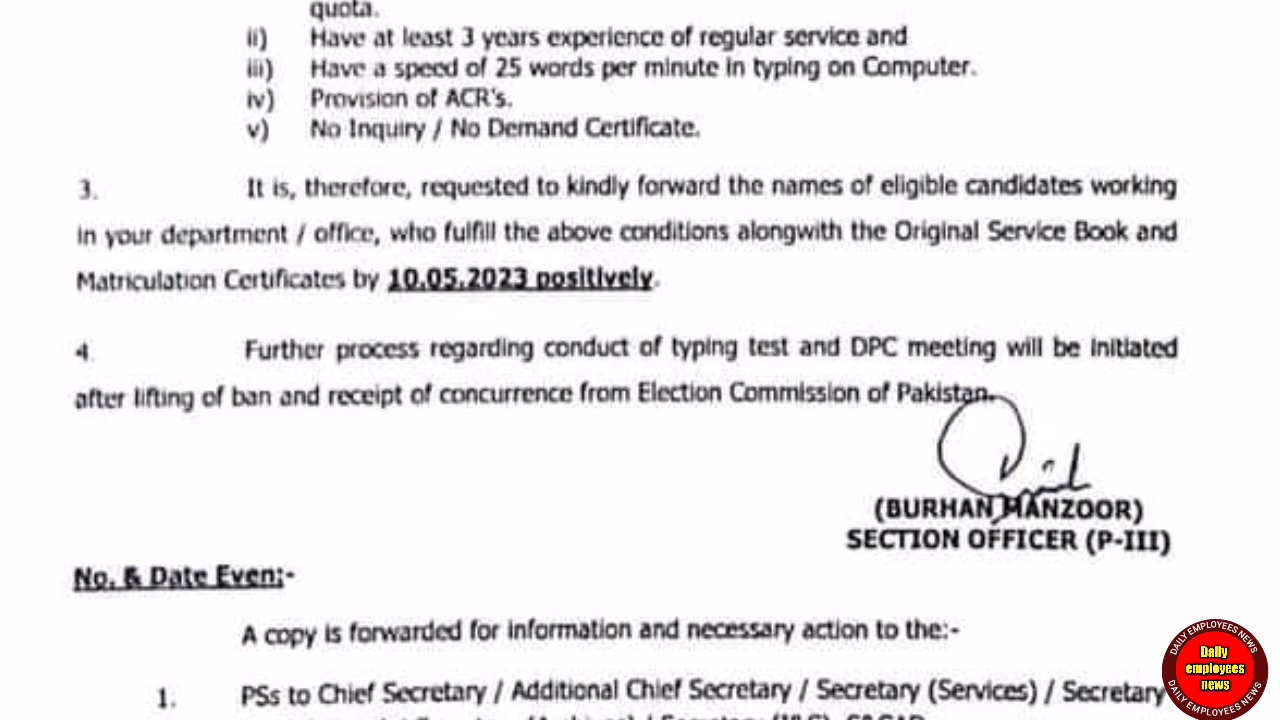 quota.
ii) Have at least 3 years experience of regular service and
iii) Have a speed of 25 words per minute in typing on Computer.
iv) Provision of ACR's.
v) No Inquiry / No Demand Certificate.
3. It is, therefore, requested to kindly forward the names of eligible candidates working
in your department / office, who fulfill the above conditions alongwith the Original Service Book and
Matriculation Certificates by 10.05.2023 positively.
4. Further process regarding conduct of typing test and DPC meeting will be initiated
after lifting of ban and receipt of concurrence from Election Commission of Pakistan.
(BURHAN MANZOOR)
SECTION OFFICER (P-III)
No. & Date Even:-
A copy is forwarded for information and necessary action to the:-
1. PSs to Chief Secretary / Additional Chief Secretary / Secretary (Services) / Secretary
DAILY EMPLOYEES NEWS
Daily
employees
news
DAILY EMPLOYEES NEWS